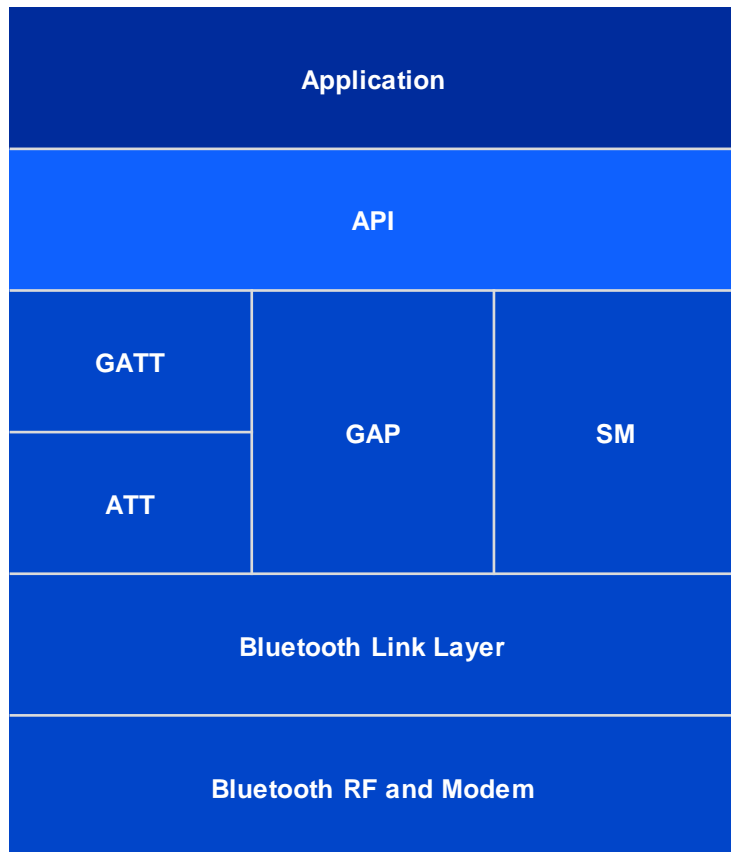 Application
API
GATT
GAP
SM
ATT
Bluetooth Link Layer
Bluetooth RF and Modem